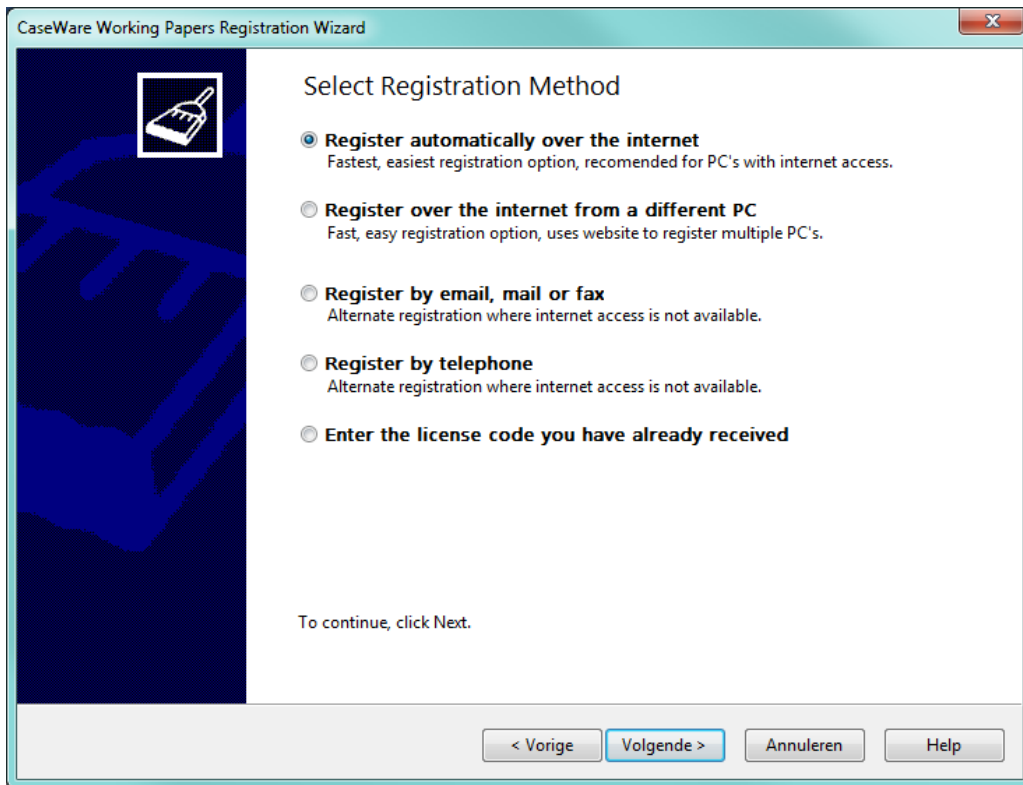 CaseWare Working Papers Registration Wizard
Select Registration Method
Register automatically over the internet
Fastest, easiest registration option, recomended for PC's with internet access.
Register over the internet from a different PC
Fast, easy registration option, uses website to register multiple PC's.
Register by email, mail or fax
Alternate registration where internet access is not available.
Register by telephone
Alternate registration where internet access is not available.
Enter the license code you have already received
To continue, click Next.
< Vorige Volgende > Annuleren Help